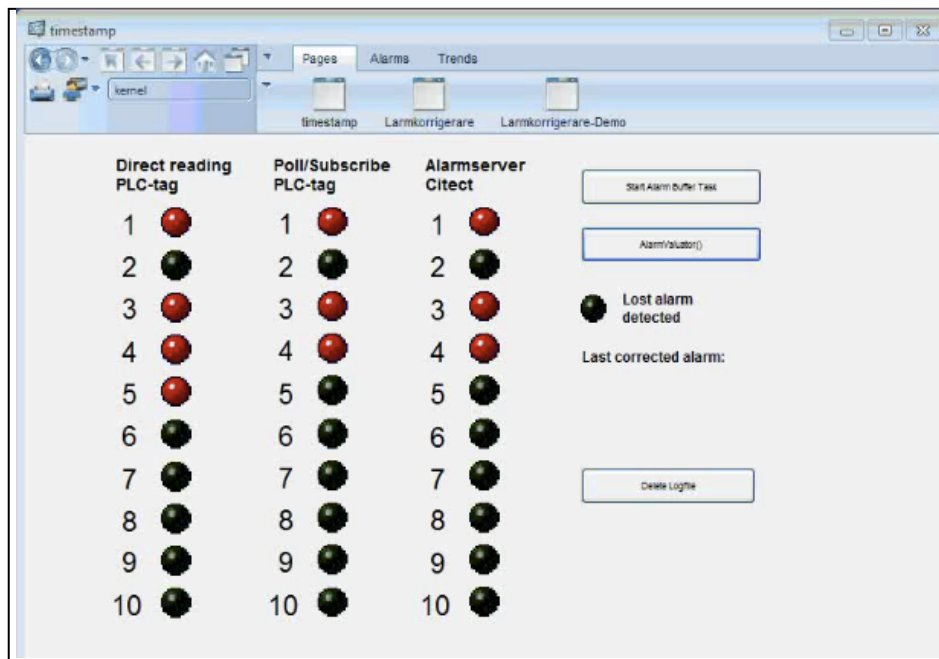 timestamp
Pages Alarms Trends
kernel
timestamp Larmkorrigerare Larmkorrigerare-Demo
Direct reading
PLC-tag
1
2
3
4
5
6
7
8
9
10
Poll/Subscribe
PLC-tag
1
2
3
4
5
6
7
8
9
10
Alarmserver
Citect
1
2
3
4
5
6
7
8
9
10
Start Alarm Buffer Task
AlarmValuator()
Lost alarm
detected
Last corrected alarm:
Delete Logfile